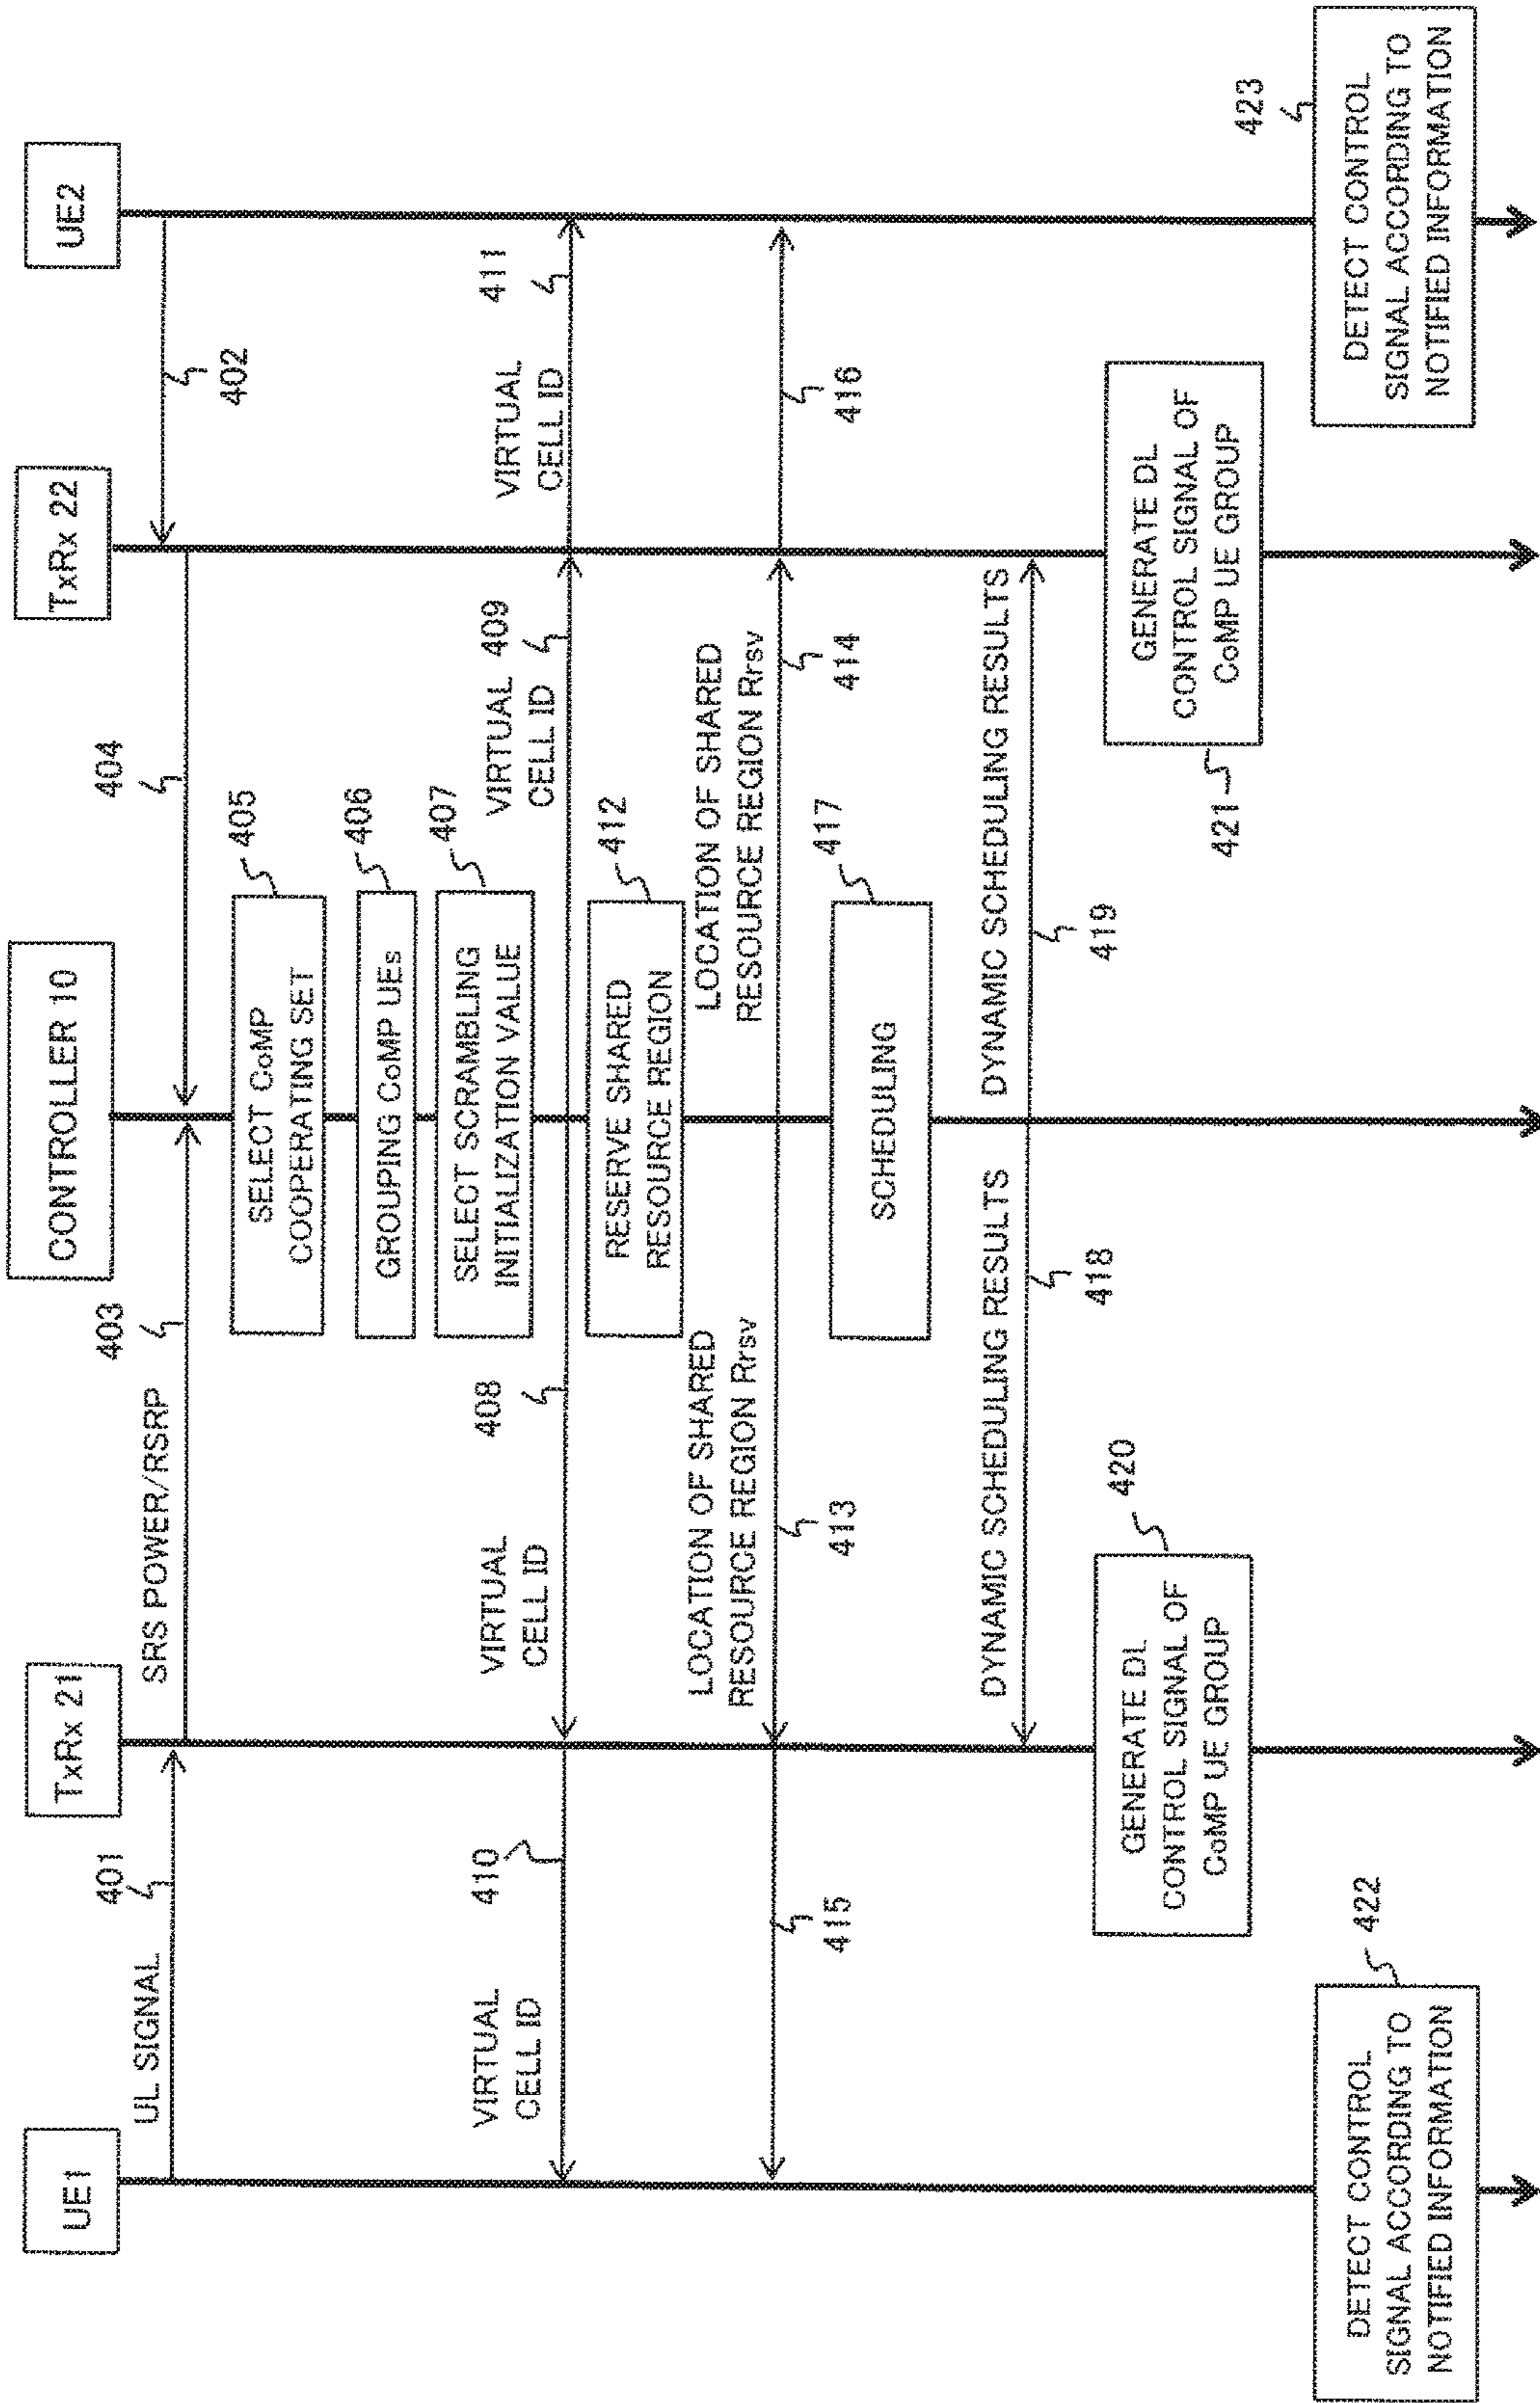 UE1
TxRx 21
CONTROLLER 10
TxRx 22
UE2
UL SIGNAL
401
SRS POWER/RSRP
403
404
402
SELECT CoMP
COOPERATING SET
405
GROUPING CoMP UEs
406
SELECT SCRAMBLING
INITIALIZATION VALUE
407
VIRTUAL
CELL ID
410
VIRTUAL
CELL ID
408
VIRTUAL
CELL ID
409
VIRTUAL
CELL ID
411
RESERVE SHARED
RESOURCE REGION
412
415
LOCATION OF SHARED
RESOURCE REGION Rrsv
413
LOCATION OF SHARED
RESOURCE REGION Rrsv
414
416
SCHEDULING
417
DYNAMIC SCHEDULING RESULTS
418
DYNAMIC SCHEDULING RESULTS
419
GENERATE DL
CONTROL SIGNAL OF
CoMP UE GROUP
420
GENERATE DL
CONTROL SIGNAL OF
CoMP UE GROUP
421
DETECT CONTROL
SIGNAL ACCORDING TO
NOTIFIED INFORMATION
422
DETECT CONTROL
SIGNAL ACCORDING TO
NOTIFIED INFORMATION
423